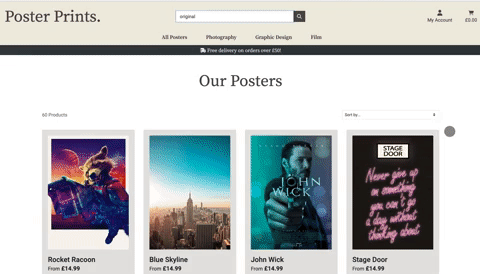 Poster Prints.
original
My Account
£0.00
All Posters
Photography
Graphic Design
Film
Free delivery on orders over £50!
Our Posters
60 Products
Sort by...
JOHN
WICK
STAGE
DOOR
Never give up
on something
you can't go
a day without
thinking about
Rocket Racoon
From £14.99
Blue Skyline
From £14.99
John Wick
From £14.99
Stage Door
From £14.99